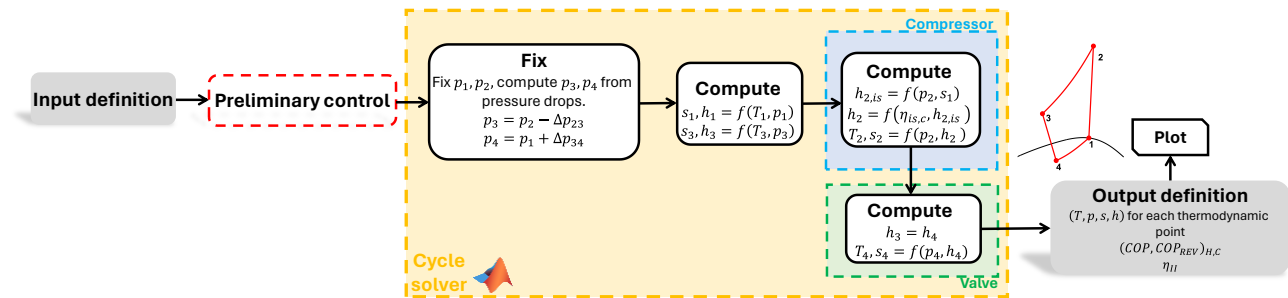 Input definition
Preliminary control
Fix
Fix p₁, p₂, compute p₃, p₄ from
pressure drops.
p₃ = p₂ − Δp₂₃
p₄ = p₁ + Δp₃₄
Compute
s₁, h₁ = f(T₁, p₁)
s₃, h₃ = f(T₃, p₃)
Compressor
Compute
h₂,ᵢₛ = f(p₂, s₁)
h₂ = f(ηᵢₛ,c, h₂,ᵢₛ)
T₂, s₂ = f(p₂, h₂)
Compute
h₃ = h₄
T₄, s₄ = f(p₄, h₄)
Valve
Cycle
solver
2
3
1
4
Plot
Output definition
(T, p, s, h) for each thermodynamic
point
(COP, COP_REV)_H,C
η_II